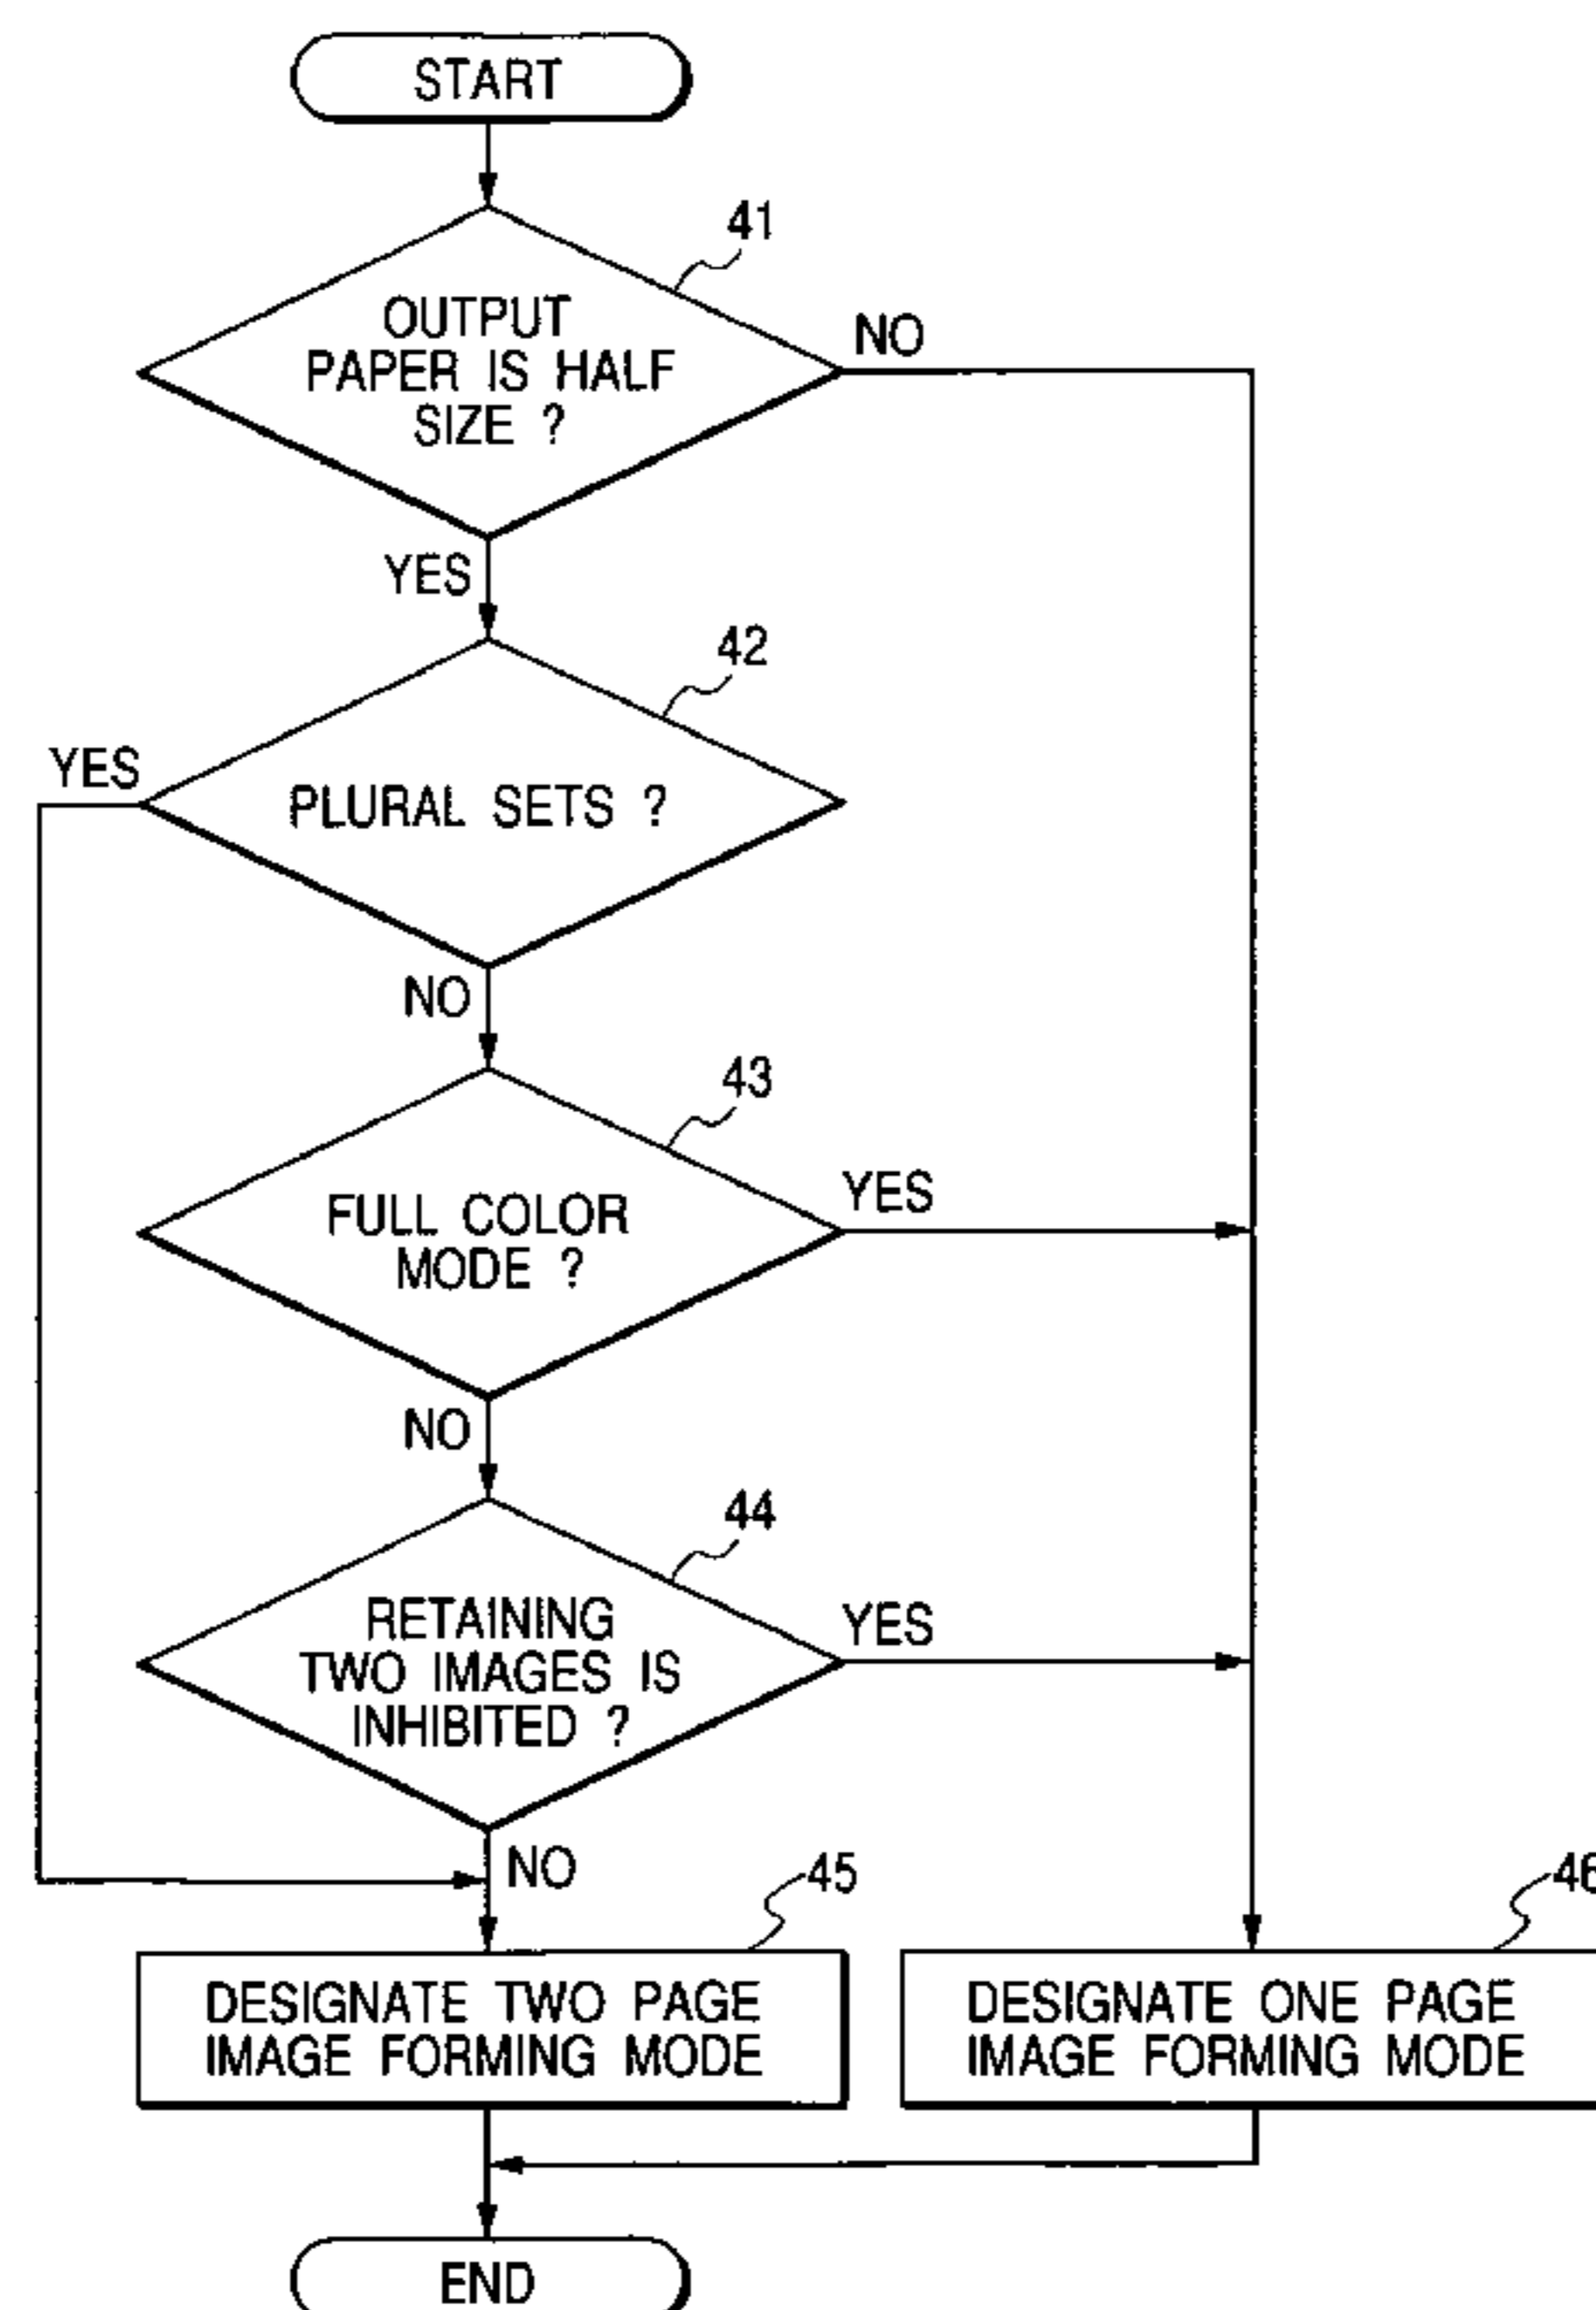 START
41
OUTPUT
PAPER IS HALF
SIZE ?
NO
YES
42
YES
PLURAL SETS ?
NO
43
FULL COLOR
MODE ?
YES
NO
44
RETAINING
TWO IMAGES IS
INHIBITED ?
YES
NO
45
46
DESIGNATE TWO PAGE
IMAGE FORMING MODE
DESIGNATE ONE PAGE
IMAGE FORMING MODE
END